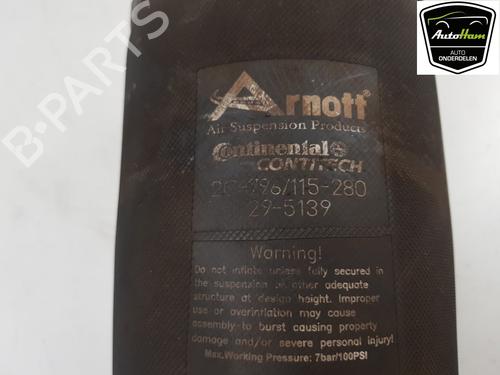 AutoHam
AUTO
ONDERDELEN
B-PARTS
Arnott
Air Suspension Products
Continental
CONTITECH
29-5139
Warning!
Do not inflate unless fully secured in
the suspension or other adequate
structure at design height. Improper
use or overinflation may cause
assembly to burst causing property
damage and/or severe personal injury!
Max.Working Pressure: 7bar/100PSI